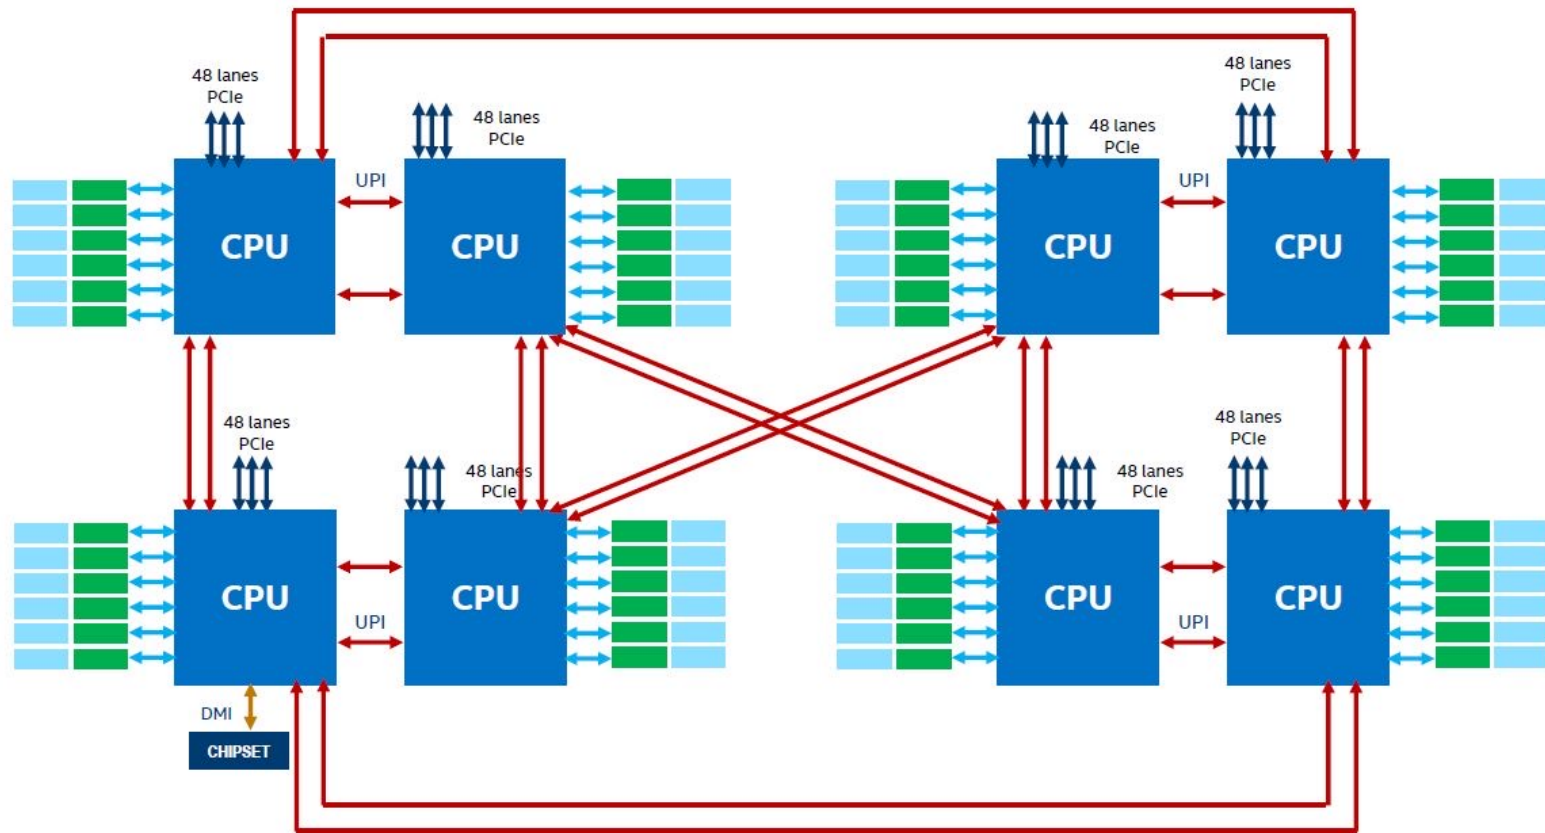 48 lanes
PCIe
48 lanes
PCIe
48 lanes
PCIe
48 lanes
PCIe
UPI
UPI
CPU
CPU
CPU
CPU
48 lanes
PCIe
48 lanes
PCIe
48 lanes
PCIe
48 lanes
PCIe
CPU
CPU
CPU
CPU
UPI
UPI
DMI
CHIPSET